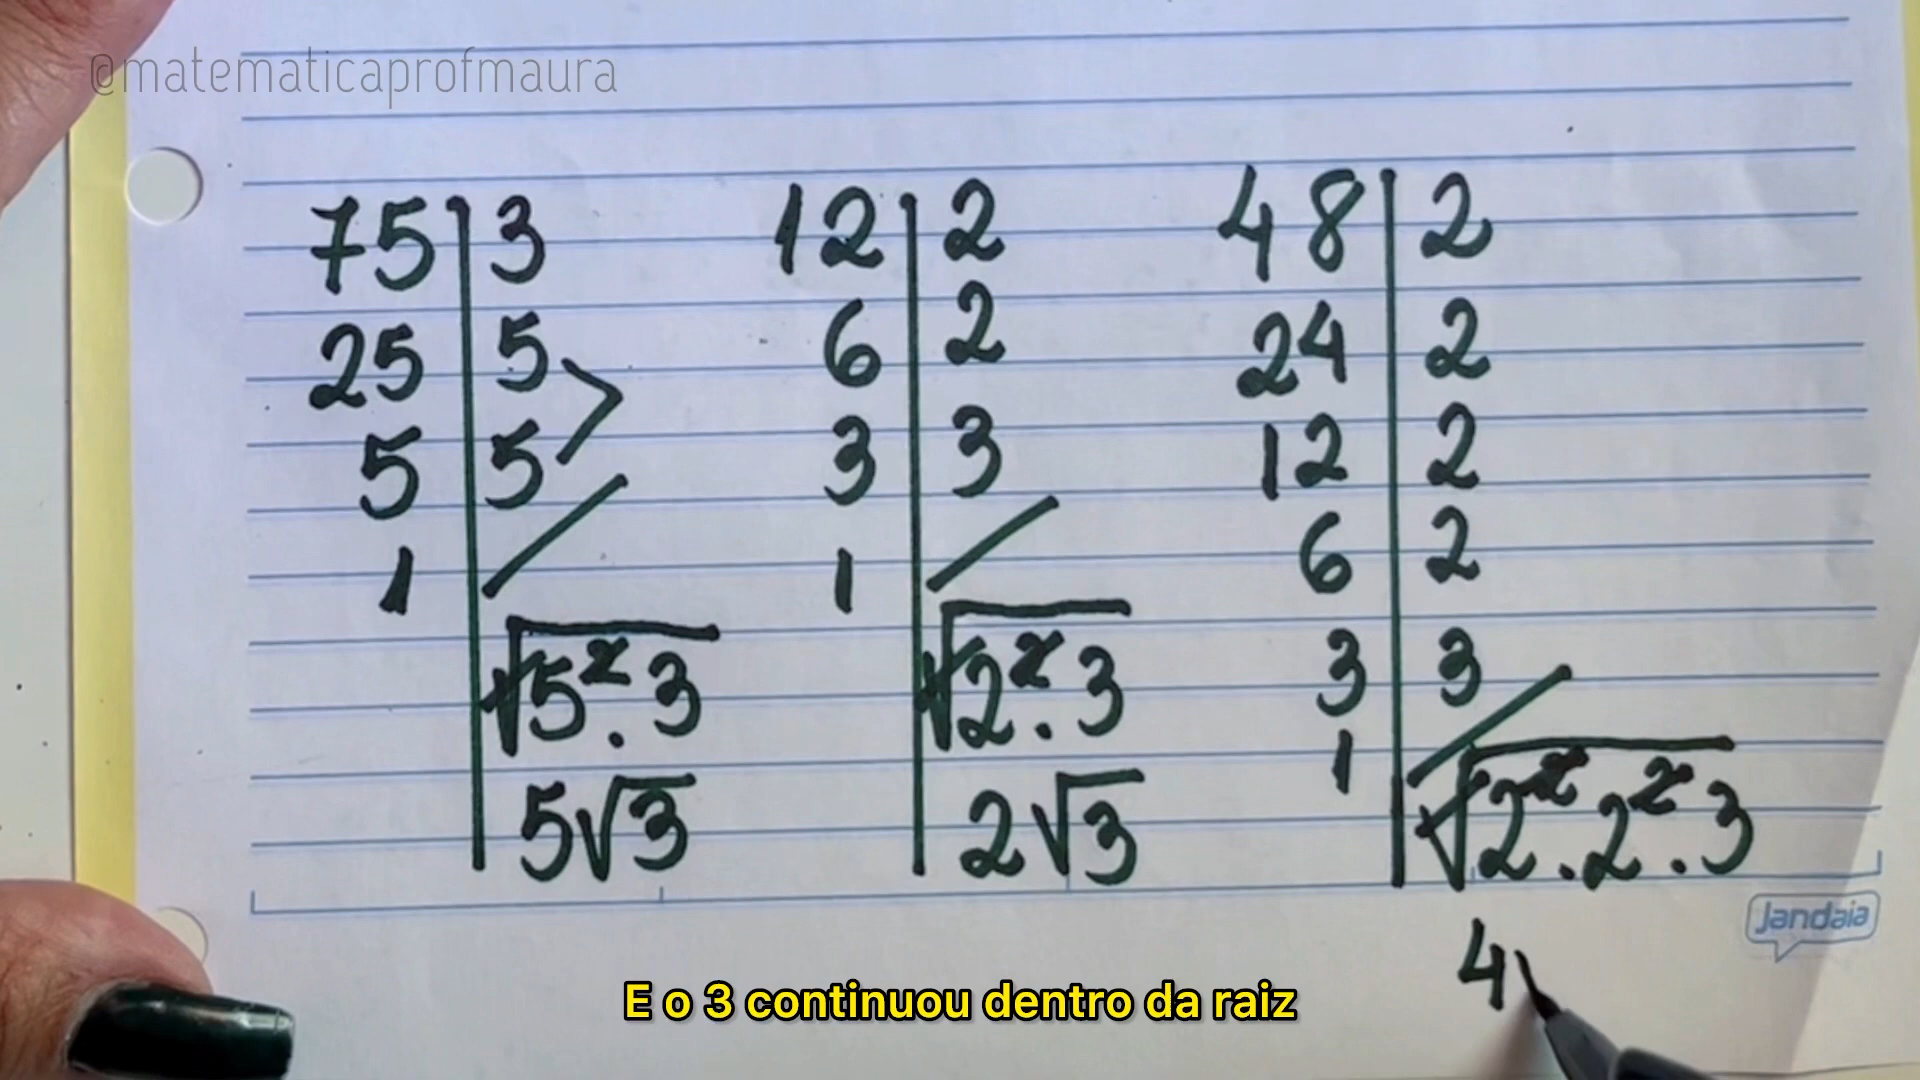 @matematicaprofmaura
75 | 3
25 | 5
5 | 5
1
√5². 3
5√3
12 | 2
6 | 2
3 | 3
1
√2². 3
2√3
48 | 2
24 | 2
12 | 2
6 | 2
3 | 3
1
√2². 2². 3
4
Jandaia
E o 3 continuou dentro da raiz